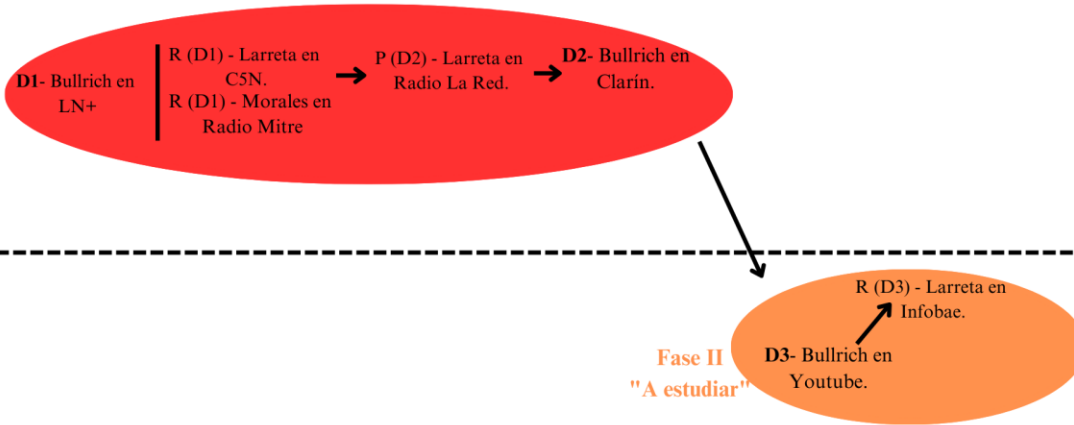 D1- Bullrich en
LN+
R (D1) - Larreta en
C5N.
R (D1) - Morales en
Radio Mitre
P (D2) - Larreta en
Radio La Red.
D2- Bullrich en
Clarín.
R (D3) - Larreta en
Infobae.
D3- Bullrich en
Youtube.
Fase II
"A estudiar"